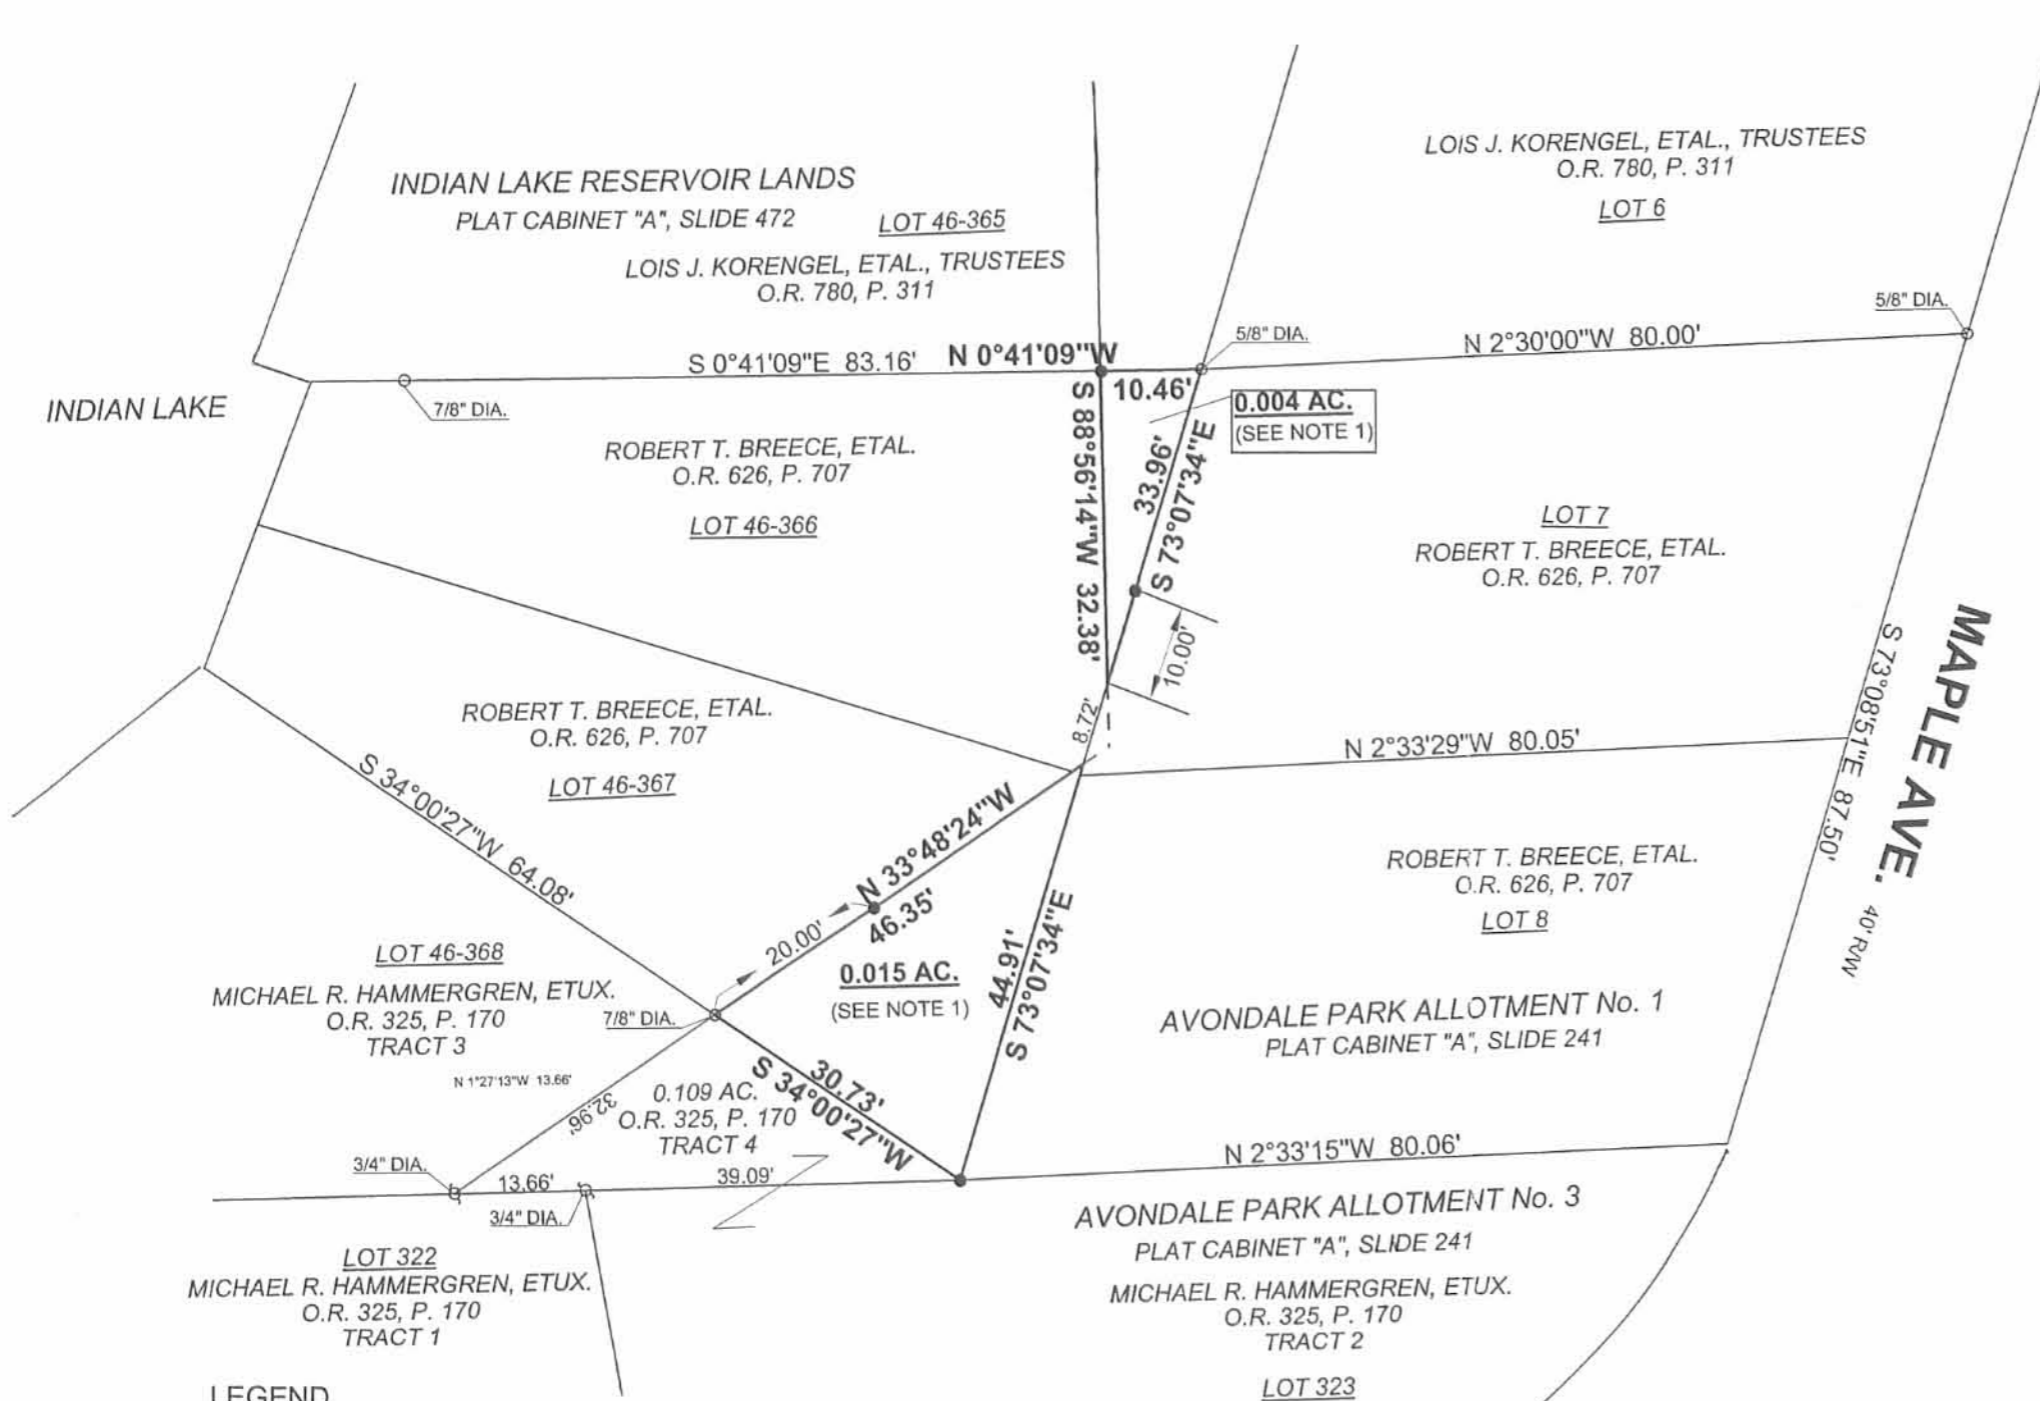 INDIAN LAKE RESERVOIR LANDS
PLAT CABINET "A", SLIDE 472
LOT 46-365
LOIS J. KORENGEL, ETAL., TRUSTEES
O.R. 780, P. 311
LOIS J. KORENGEL, ETAL., TRUSTEES
O.R. 780, P. 311
LOT 6
5/8" DIA.
5/8" DIA.
S 0°41'09"E 83.16'
N 0°41'09"W
10.46'
N 2°30'00"W 80.00'
INDIAN LAKE
7/8" DIA.
0.004 AC.
(SEE NOTE 1)
ROBERT T. BREECE, ETAL.
O.R. 626, P. 707
LOT 46-366
S 88°56'14"W 32.38'
33.96'
S 73°07'34"E
LOT 7
ROBERT T. BREECE, ETAL.
O.R. 626, P. 707
10.00'
8.72'
MAPLE AVE. 40' R/W
S 73°08'51"E 87.50'
ROBERT T. BREECE, ETAL.
O.R. 626, P. 707
LOT 46-367
N 2°33'29"W 80.05'
S 34°00'27"W 64.08'
N 33°48'24"W
46.35'
20.00'
ROBERT T. BREECE, ETAL.
O.R. 626, P. 707
LOT 8
44.91'
S 73°07'34"E
0.015 AC.
(SEE NOTE 1)
LOT 46-368
MICHAEL R. HAMMERGREN, ETUX.
O.R. 325, P. 170
TRACT 3
7/8" DIA.
AVONDALE PARK ALLOTMENT No. 1
PLAT CABINET "A", SLIDE 241
N 1°27'13"W 13.66'
32.96'
30.73'
S 34°00'27"W
0.109 AC.
O.R. 325, P. 170
TRACT 4
3/4" DIA.
13.66'
39.09'
N 2°33'15"W 80.06'
3/4" DIA.
AVONDALE PARK ALLOTMENT No. 3
PLAT CABINET "A", SLIDE 241
MICHAEL R. HAMMERGREN, ETUX.
O.R. 325, P. 170
TRACT 2
LOT 323
LOT 322
MICHAEL R. HAMMERGREN, ETUX.
O.R. 325, P. 170
TRACT 1
LEGEND